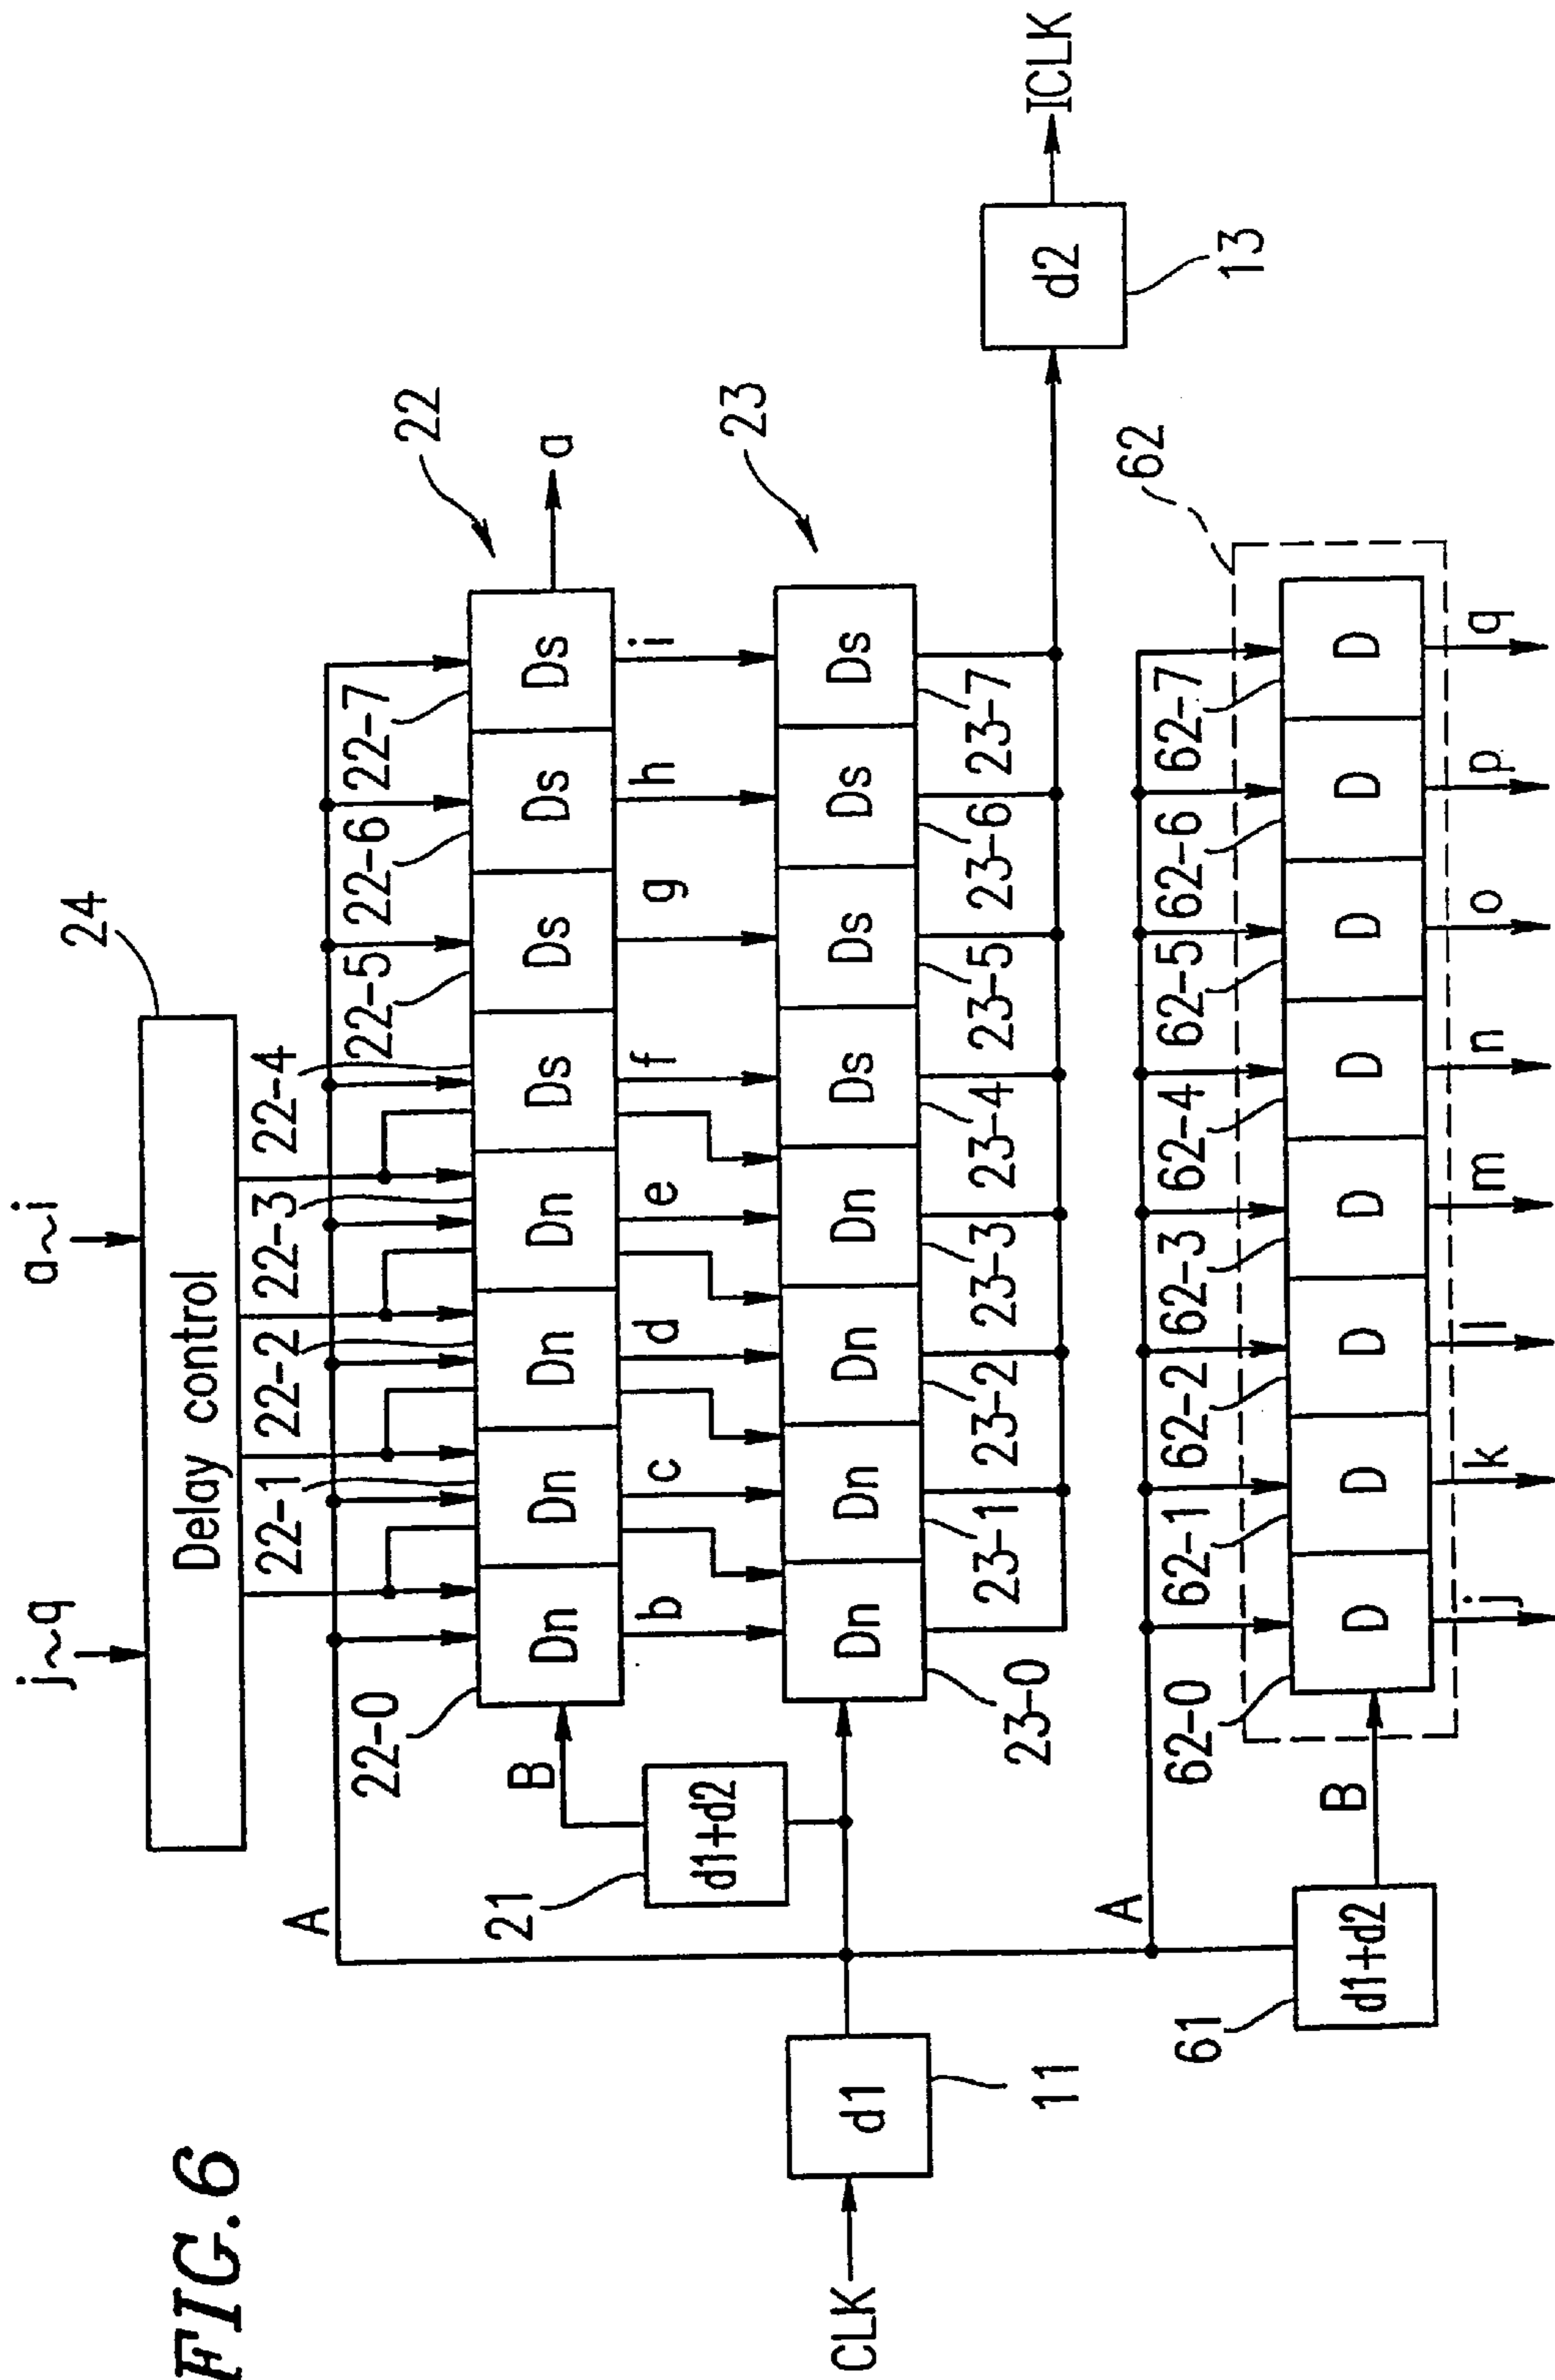 FIG.6
j~q
a~i
Delay control
24
A
22-0
22-1
22-2
22-3
22-4
22-5
22-6
22-7
22
B
Dn
Dn
Dn
Dn
Ds
Ds
Ds
Ds
a
b
c
d
e
f
g
h
i
21
d1+d2
23
Dn
Dn
Dn
Dn
Ds
Ds
Ds
Ds
23-0
23-1
23-2
23-3
23-4
23-5
23-6
23-7
CLK
d1
11
d2
13
ICLK
A
62
62-0
62-1
62-2
62-3
62-4
62-5
62-6
62-7
61
d1+d2
B
D
D
D
D
D
D
D
D
j
k
l
m
n
o
p
q